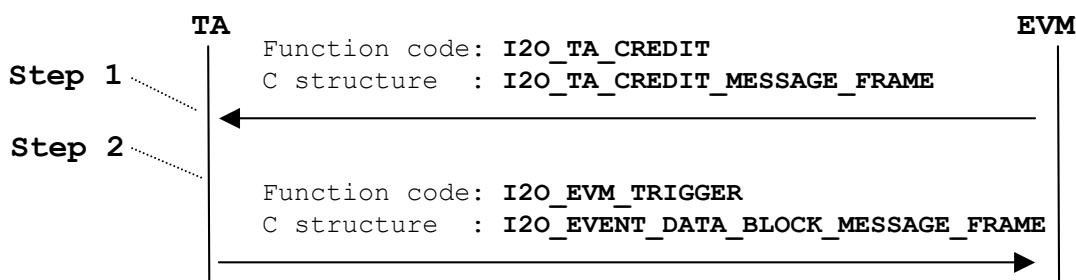 TA EVM
Function code: I2O_TA_CREDIT
Step 1
C structure : I2O_TA_CREDIT_MESSAGE_FRAME
Step 2
Function code: I2O_EVM_TRIGGER
C structure : I2O_EVENT_DATA_BLOCK_MESSAGE_FRAME